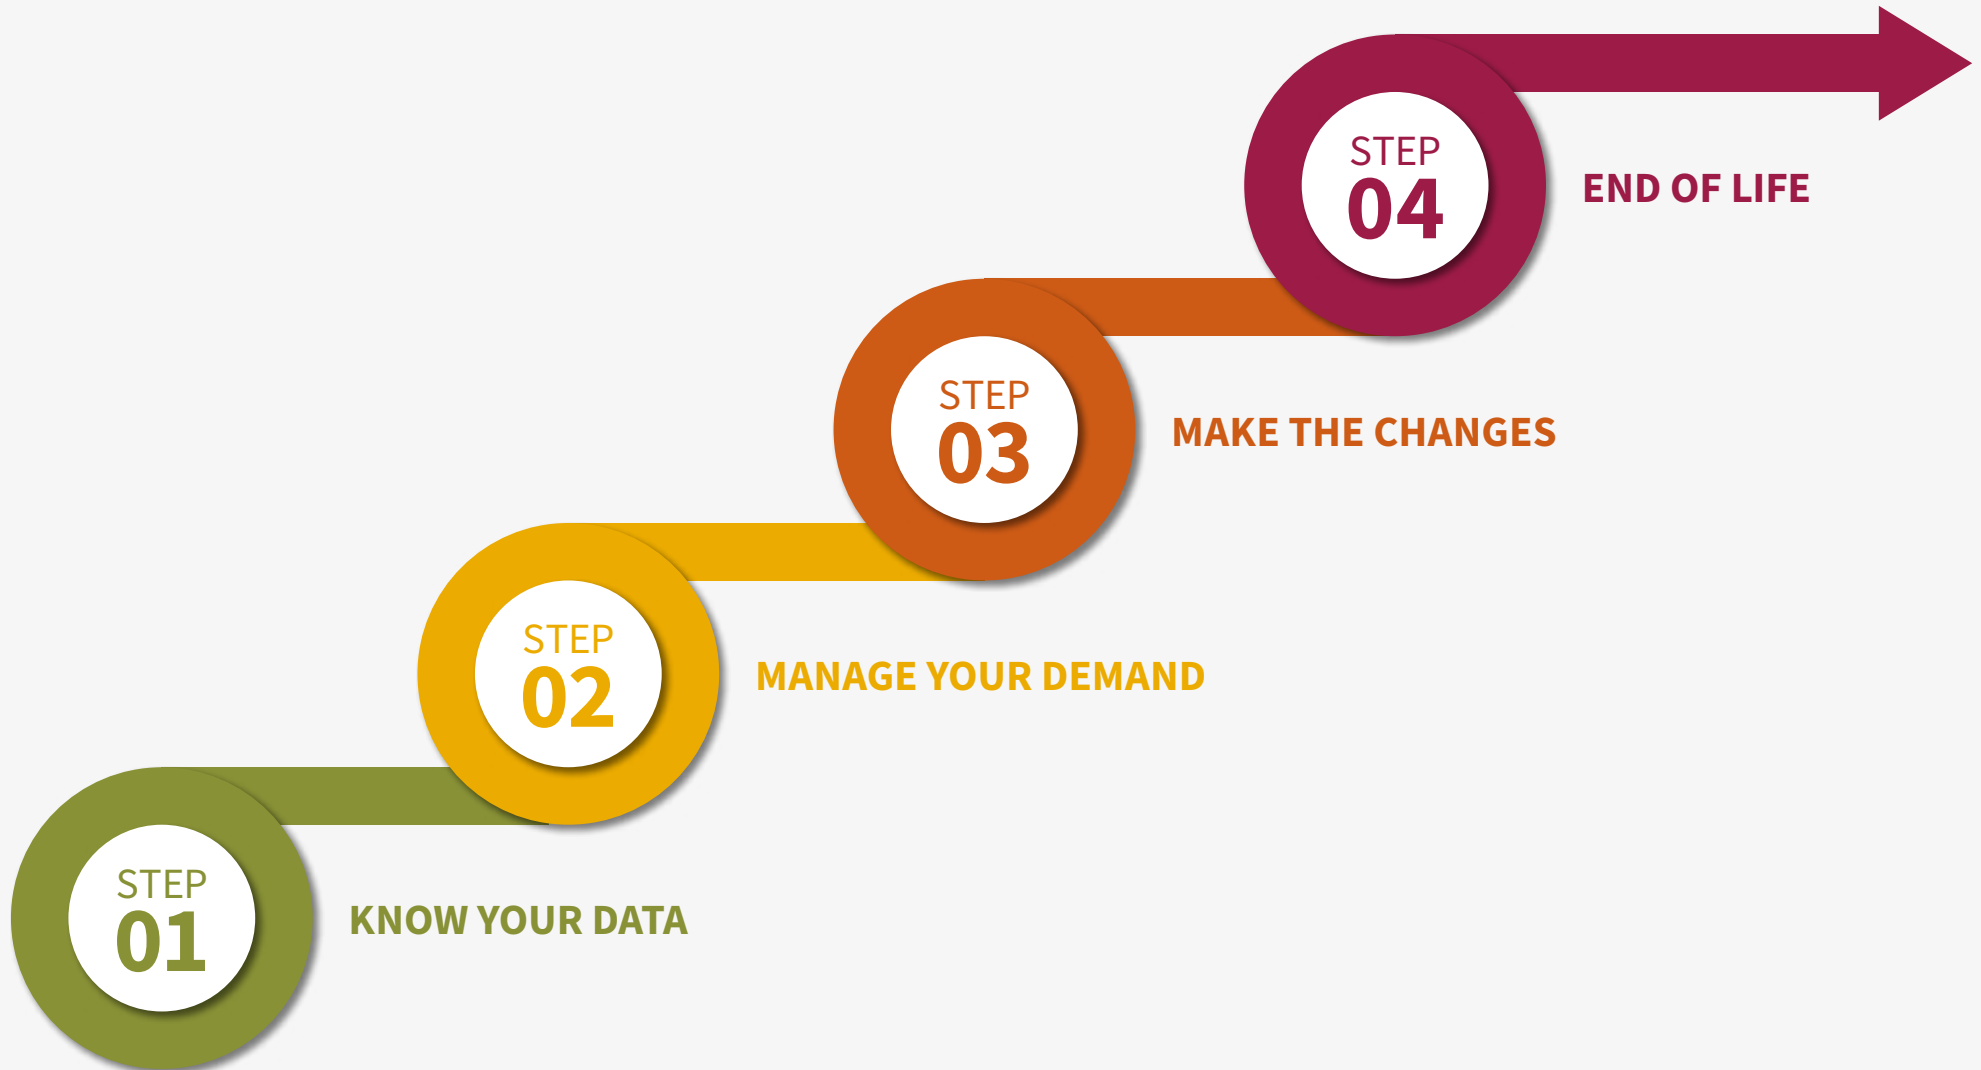 STEP
04
END OF LIFE
STEP
03
MAKE THE CHANGES
STEP
02
MANAGE YOUR DEMAND
STEP
01
KNOW YOUR DATA